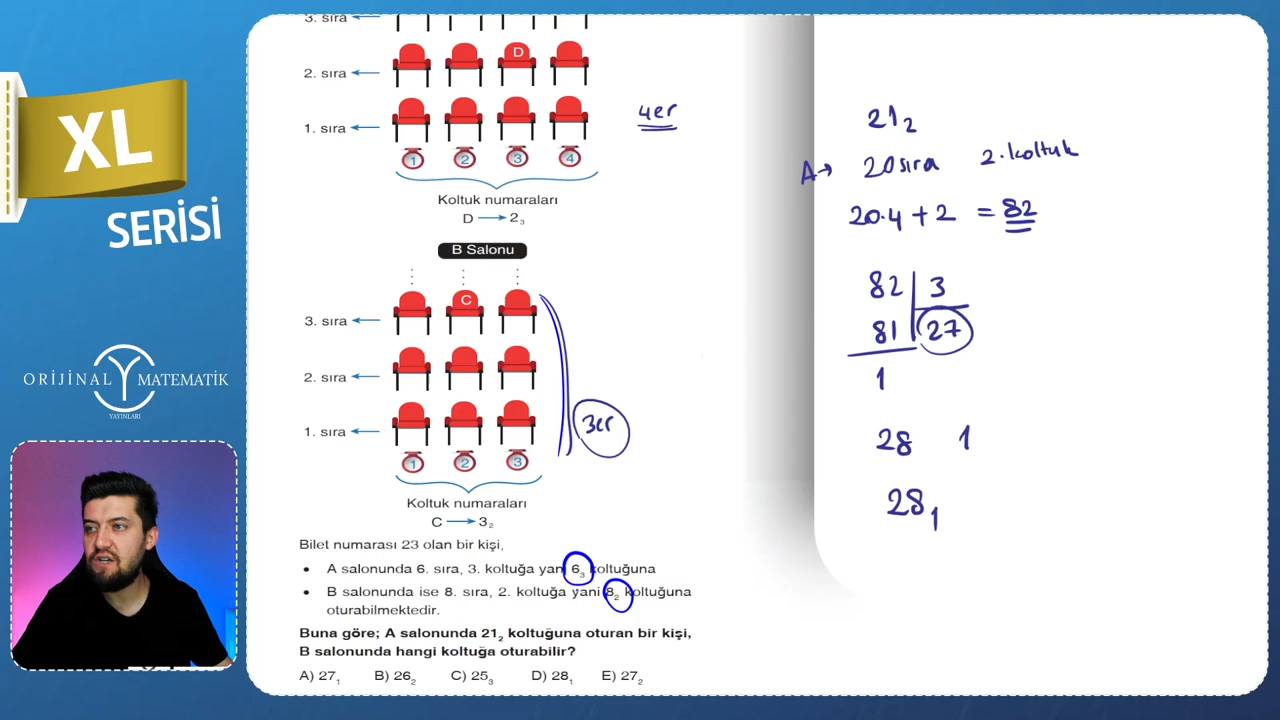 XL
SERİSİ
ORİJİNAL MATEMATİK
YAYINLARI
3. sıra
D
2. sıra
1. sıra
4er
1 2 3 4
Koltuk numaraları
D → 2₃
B Salonu
C
3. sıra
2. sıra
1. sıra
3er
1 2 3
Koltuk numaraları
C → 3₂
Bilet numarası 23 olan bir kişi,
• A salonunda 6. sıra, 3. koltuğa yani 6₃ koltuğuna
• B salonunda ise 8. sıra, 2. koltuğa yani 8₂ koltuğuna
oturabilmektedir.
Buna göre; A salonunda 21₂ koltuğuna oturan bir kişi,
B salonunda hangi koltuğa oturabilir?
A) 27₁ B) 26₂ C) 25₃ D) 28₁ E) 27₂
21₂
A→ 20 sıra 2. koltuk
20.4 + 2 = 82
82 3
81 27
1
28 1
28₁